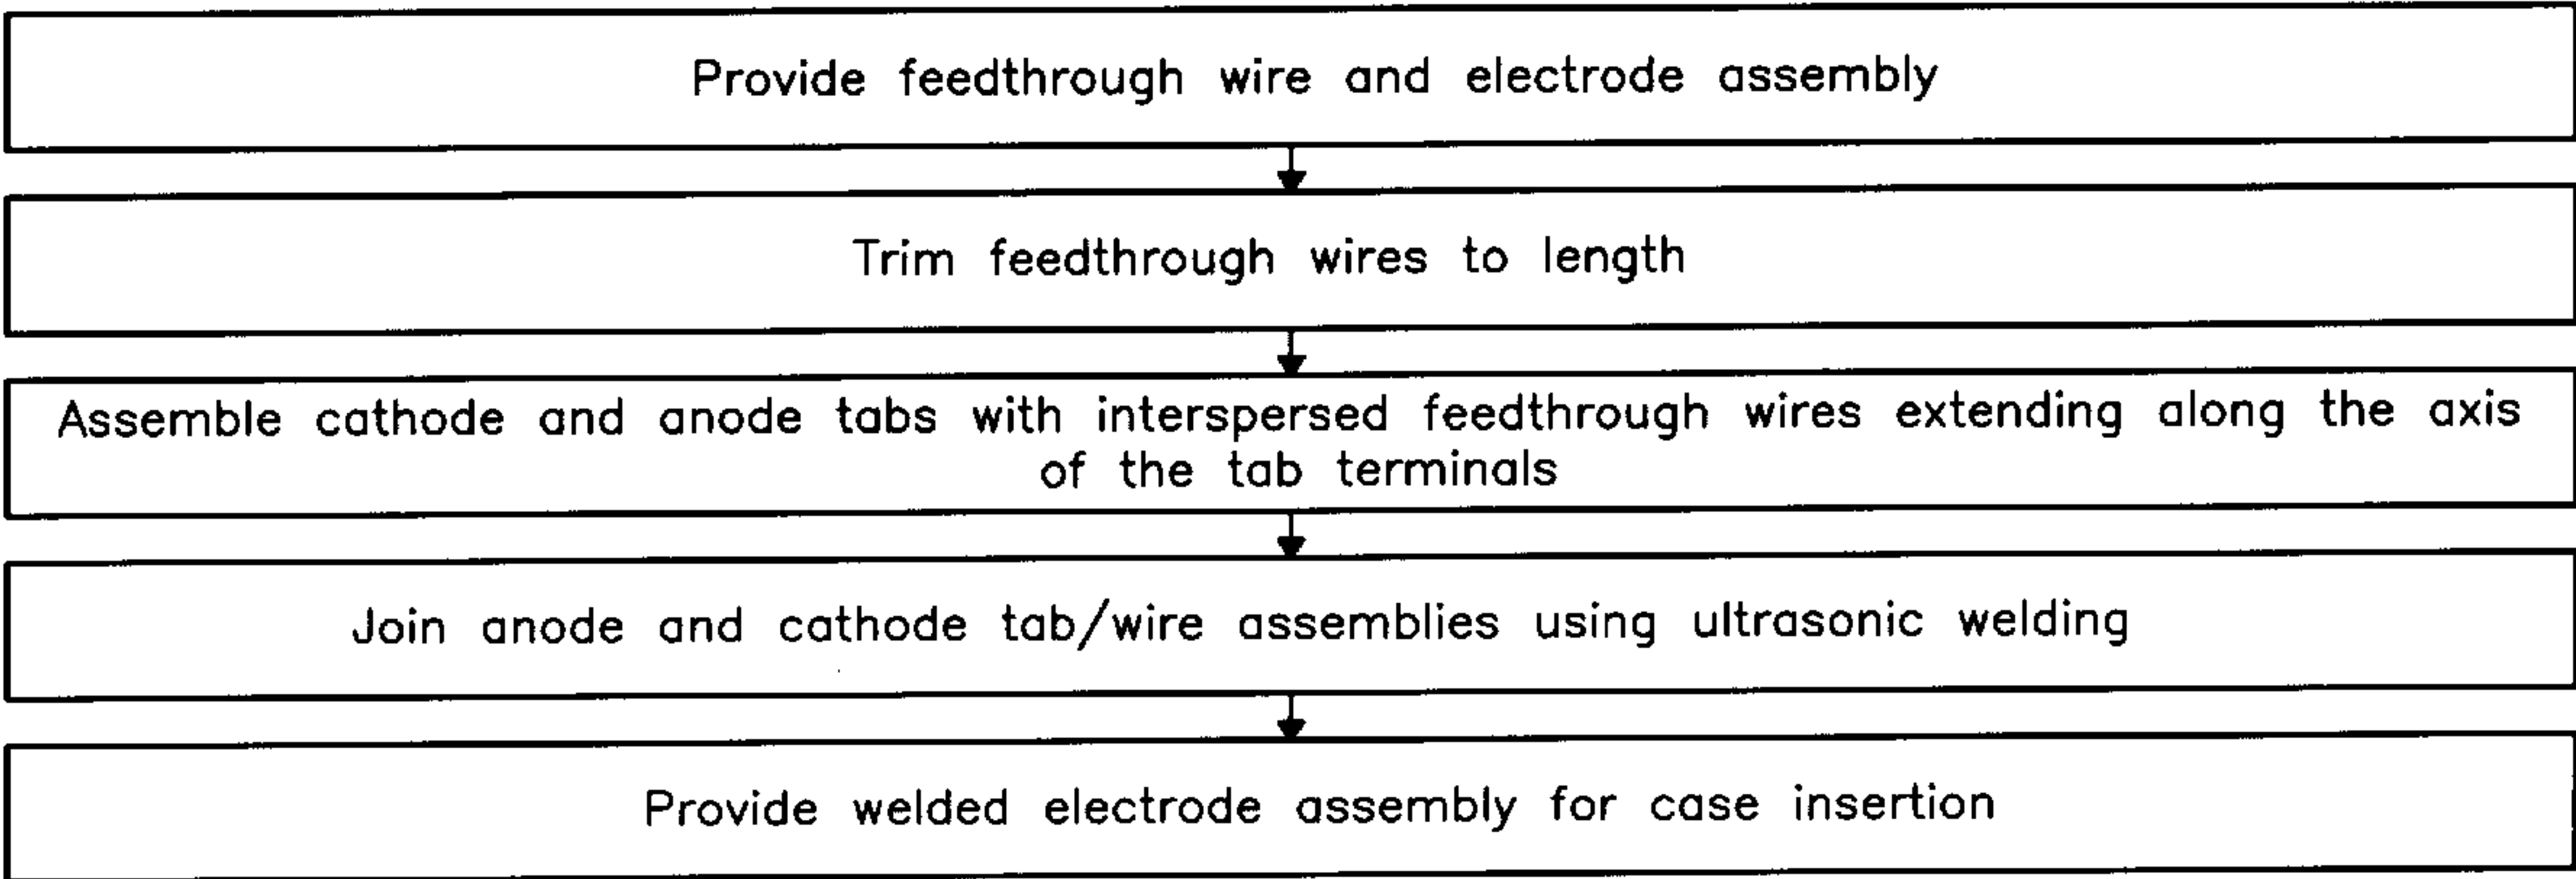 Provide feedthrough wire and electrode assembly
Trim feedthrough wires to length
Assemble cathode and anode tabs with interspersed feedthrough wires extending along the axis
of the tab terminals
Join anode and cathode tab/wire assemblies using ultrasonic welding
Provide welded electrode assembly for case insertion